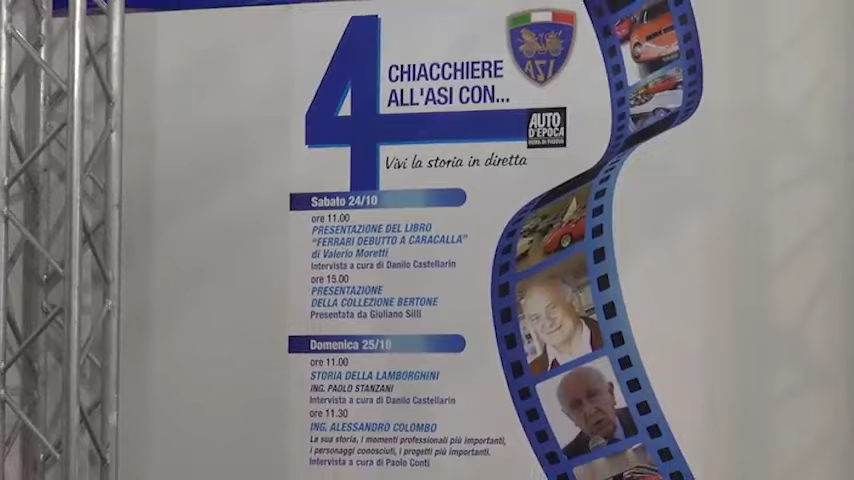 4 CHIACCHIERE
ALL'ASI CON...
ASI
AUTO
D'EPOCA
FIERA DI PADOVA
Vivi la storia in diretta
Sabato 24/10
ore 11.00
PRESENTAZIONE DEL LIBRO
"FERRARI DEBUTTO A CARACALLA"
di Valerio Moretti
Intervista a cura di Danilo Castellarin
ore 15.00
PRESENTAZIONE
DELLA COLLEZIONE BERTONE
Presentata da Giuliano Silli
Domenica 25/10
ore 11.00
STORIA DELLA LAMBORGHINI
ING. PAOLO STANZANI
Intervista a cura di Danilo Castellarin
ore 11.30
ING. ALESSANDRO COLOMBO
La sua storia, i momenti professionali più importanti,
i personaggi conosciuti, i progetti più importanti.
Intervista a cura di Paolo Conti